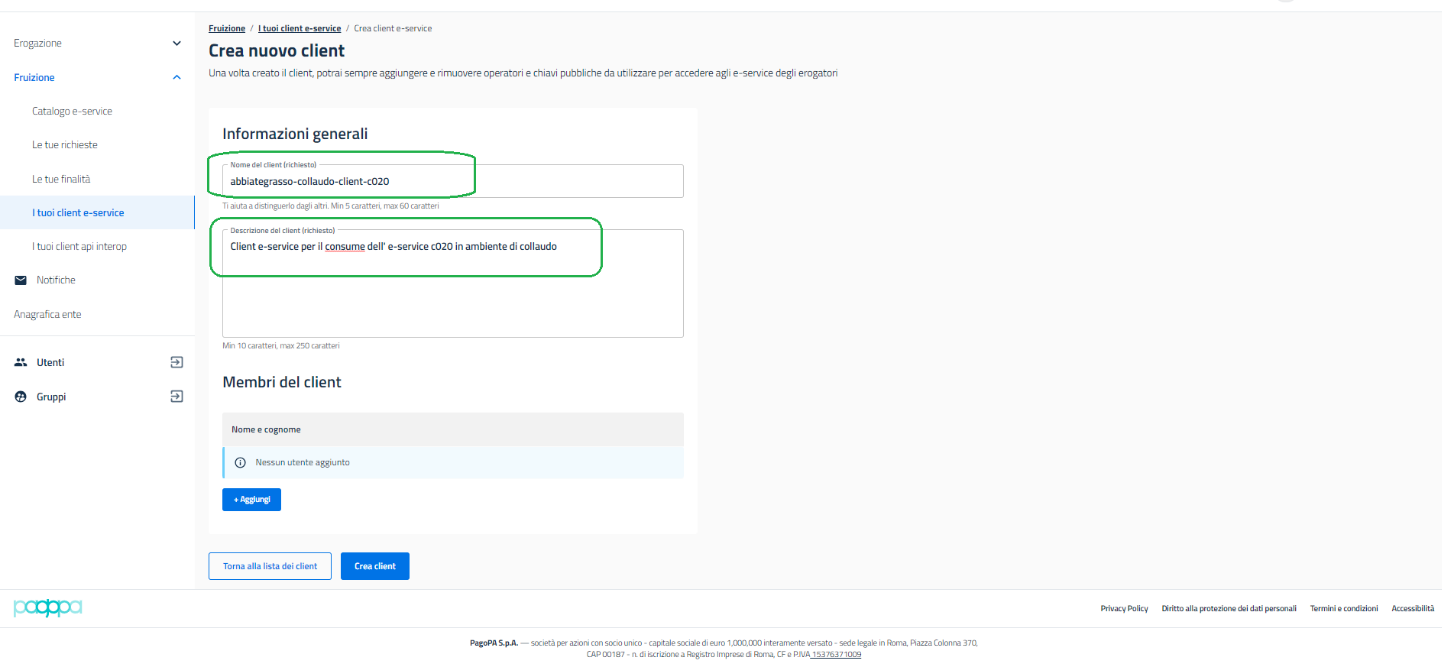 Fruizione / I tuoi client e-service / Crea client e-service
Erogazione
Fruizione
Catalogo e-service
Le tue richieste
Le tue finalità
I tuoi client e-service
I tuoi client api interop
Notifiche
Anagrafica ente
Utenti
Gruppi
Crea nuovo client
Una volta creato il client, potrai sempre aggiungere e rimuovere operatori e chiavi pubbliche da utilizzare per accedere agli e-service degli erogatori
Informazioni generali
Nome del client (richiesto)
abbiategrasso-collaudo-client-c020
Ti aiuta a distinguerlo dagli altri. Min 5 caratteri, max 60 caratteri
Descrizione del client (richiesto)
Client e-service per il consume dell' e-service c020 in ambiente di collaudo
Min 10 caratteri, max 250 caratteri
Membri del client
Nome e cognome
Nessun utente aggiunto
+ Aggiungi
Torna alla lista dei client
Crea client
pagopa
Privacy Policy
Diritto alla protezione dei dati personali
Termini e condizioni
Accessibilità
PagoPA S.p.A. — società per azioni con socio unico - capitale sociale di euro 1,000,000 interamente versato - sede legale in Roma, Piazza Colonna 370,
CAP 00187 - n. di iscrizione a Registro Imprese di Roma, CF e P.IVA 15376371009